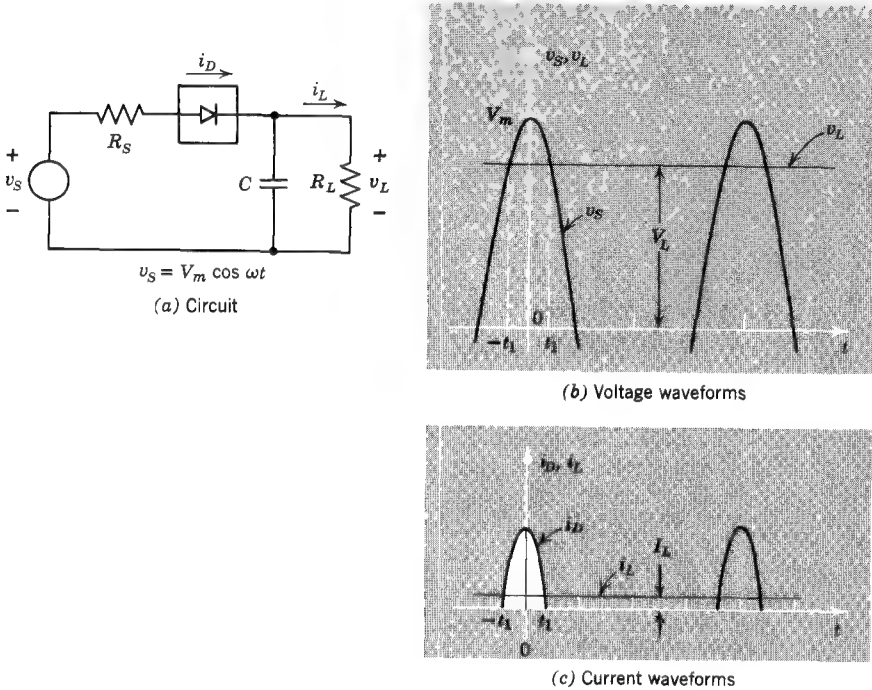 i_D
i_L
R_S
+
v_S
−
C
R_L
+
v_L
−
v_S = V_m cos ωt
(a) Circuit
v_S, v_L
V_m
v_L
v_S
V_L
0
−t_1
t_1
t
(b) Voltage waveforms
i_D, i_L
i_D
I_L
i_L
−t_1
t_1
t
0
(c) Current waveforms